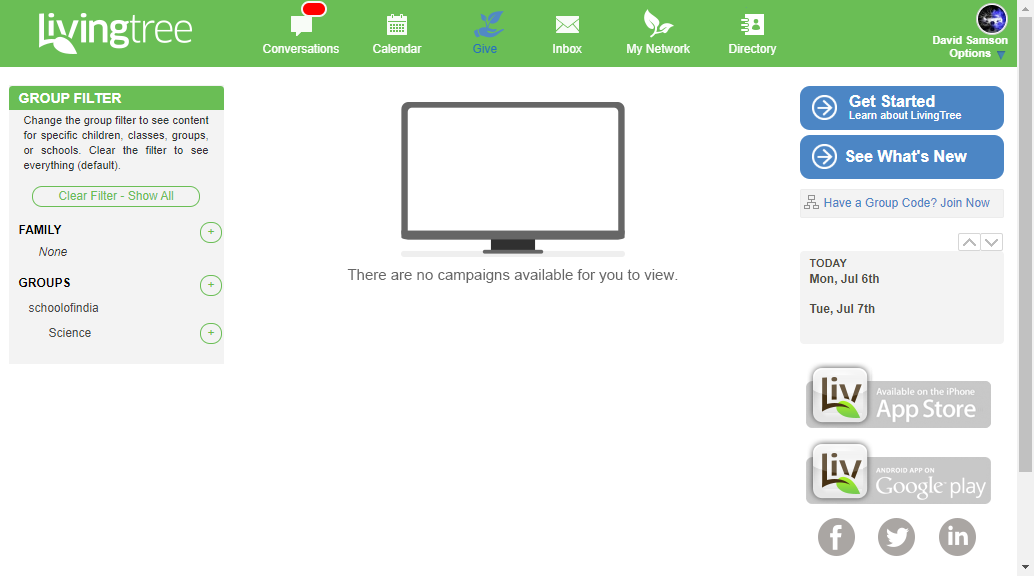 livingtree
Conversations
Calendar
Give
Inbox
My Network
Directory
David Samson
Options
GROUP FILTER
Change the group filter to see content
for specific children, classes, groups,
or schools. Clear the filter to see
everything (default).
Clear Filter - Show All
FAMILY
+
None
GROUPS
+
schoolofindia
Science
+
There are no campaigns available for you to view.
Get Started
Learn about LivingTree
See What's New
Have a Group Code? Join Now
TODAY
Mon, Jul 6th
Tue, Jul 7th
Liv
Available on the iPhone
App Store
Liv
ANDROID APP ON
Google play
f
in